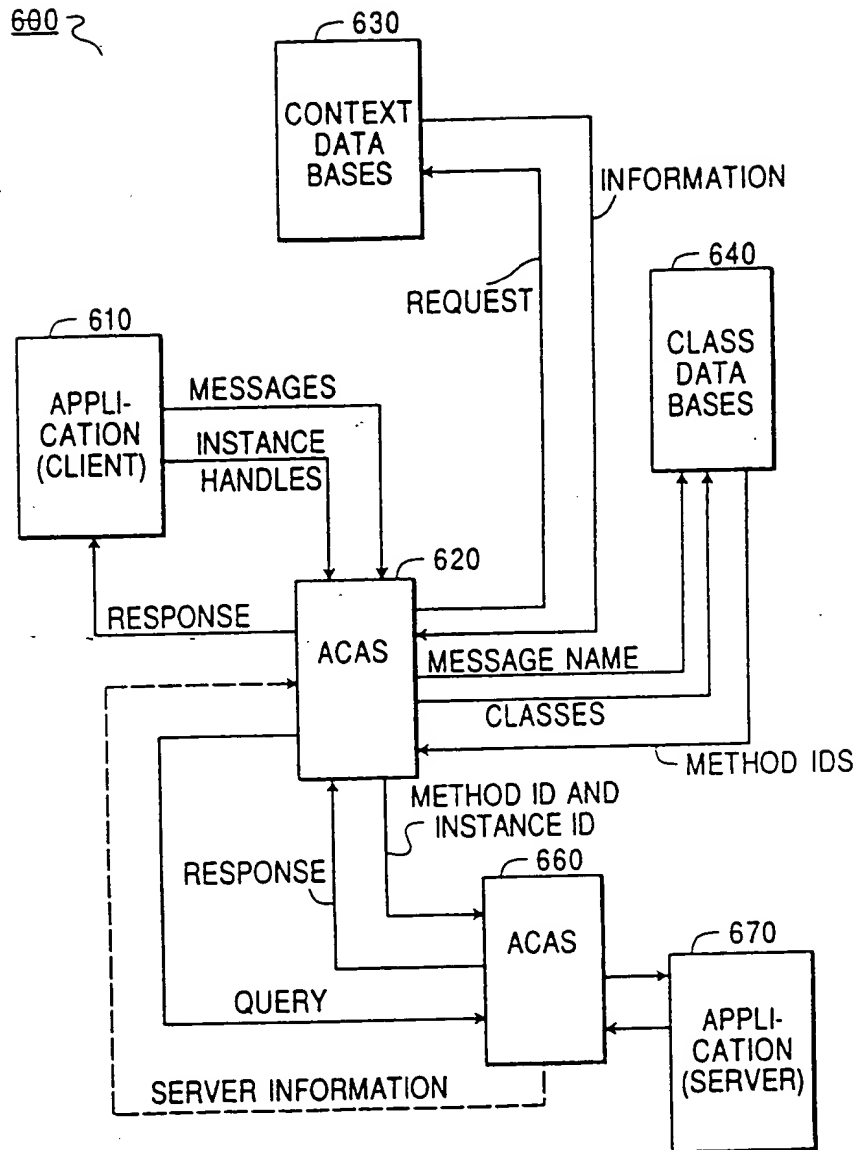 600
630
CONTEXT
DATA
BASES
INFORMATION
640
REQUEST
CLASS
DATA
BASES
610
APPLI-
CATION
(CLIENT)
MESSAGES
INSTANCE
HANDLES
620
RESPONSE
ACAS
MESSAGE NAME
CLASSES
METHOD IDS
METHOD ID AND
INSTANCE ID
RESPONSE
660
ACAS
670
QUERY
APPLI-
CATION
(SERVER)
SERVER INFORMATION